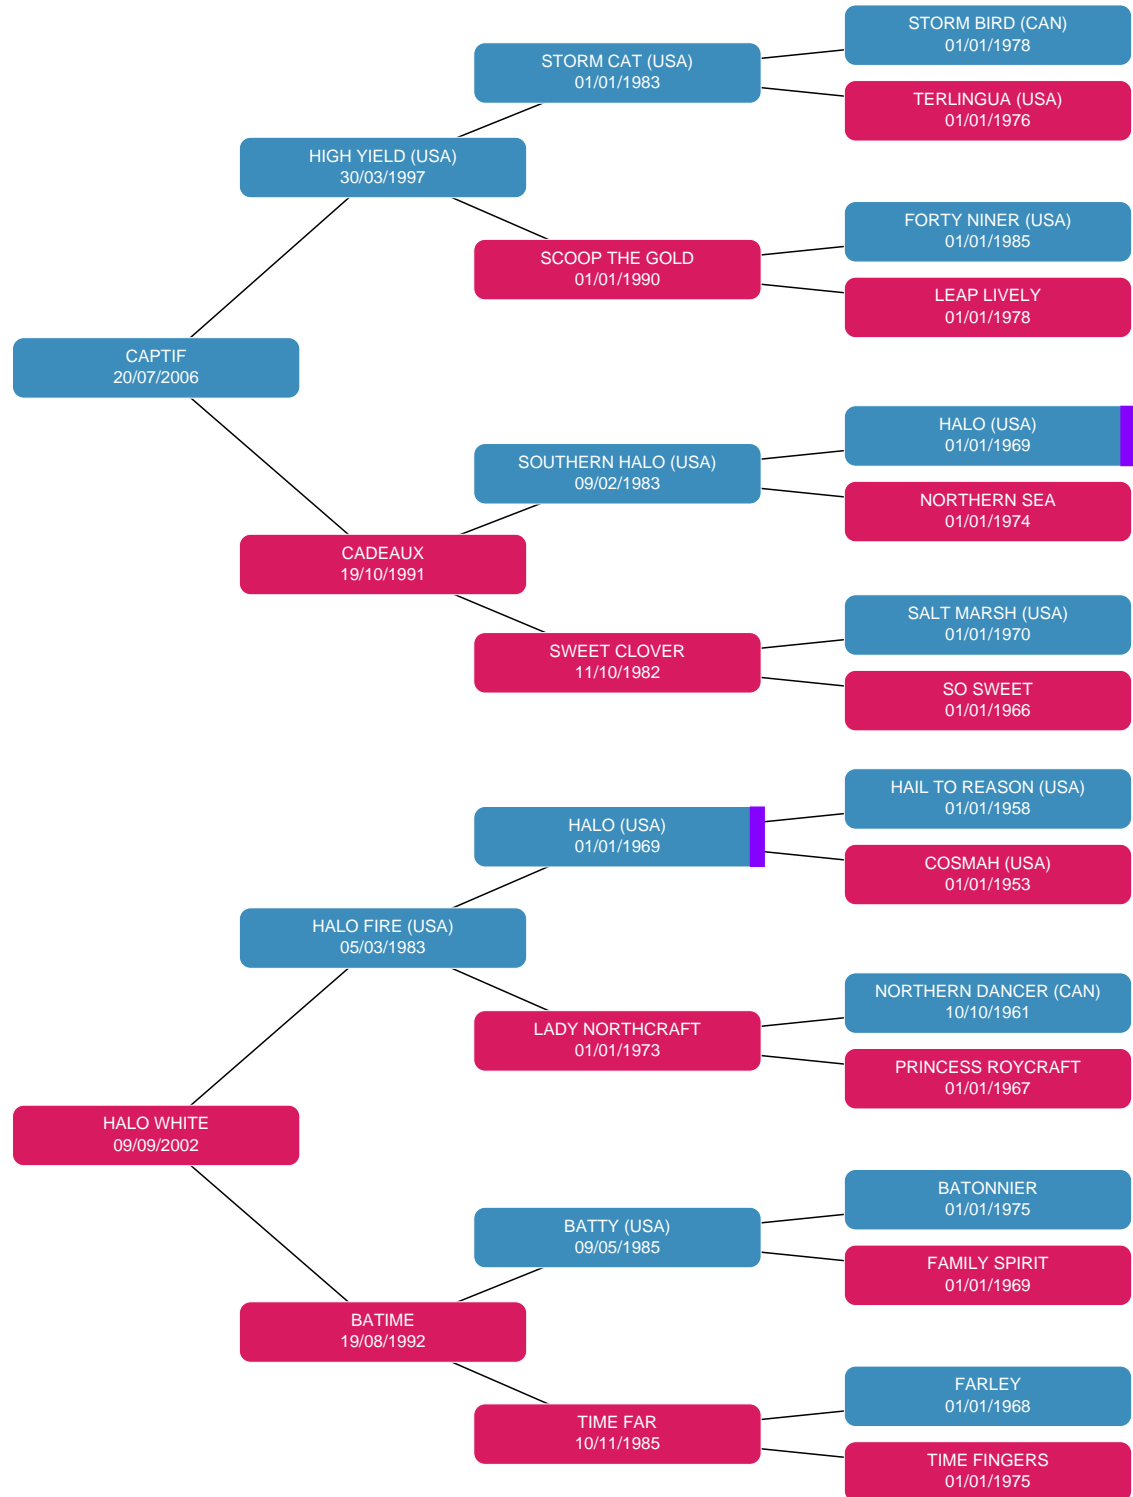 STORM BIRD (CAN)
01/01/1978
STORM CAT (USA)
01/01/1983
TERLINGUA (USA)
01/01/1976
HIGH YIELD (USA)
30/03/1997
FORTY NINER (USA)
01/01/1985
SCOOP THE GOLD
01/01/1990
LEAP LIVELY
01/01/1978
CAPTIF
20/07/2006
HALO (USA)
01/01/1969
SOUTHERN HALO (USA)
09/02/1983
NORTHERN SEA
01/01/1974
CADEAUX
19/10/1991
SALT MARSH (USA)
01/01/1970
SWEET CLOVER
11/10/1982
SO SWEET
01/01/1966
HAIL TO REASON (USA)
01/01/1958
HALO (USA)
01/01/1969
COSMAH (USA)
01/01/1953
HALO FIRE (USA)
05/03/1983
NORTHERN DANCER (CAN)
10/10/1961
LADY NORTHCRAFT
01/01/1973
PRINCESS ROYCRAFT
01/01/1967
HALO WHITE
09/09/2002
BATONNIER
01/01/1975
BATTY (USA)
09/05/1985
FAMILY SPIRIT
01/01/1969
BATIME
19/08/1992
FARLEY
01/01/1968
TIME FAR
10/11/1985
TIME FINGERS
01/01/1975